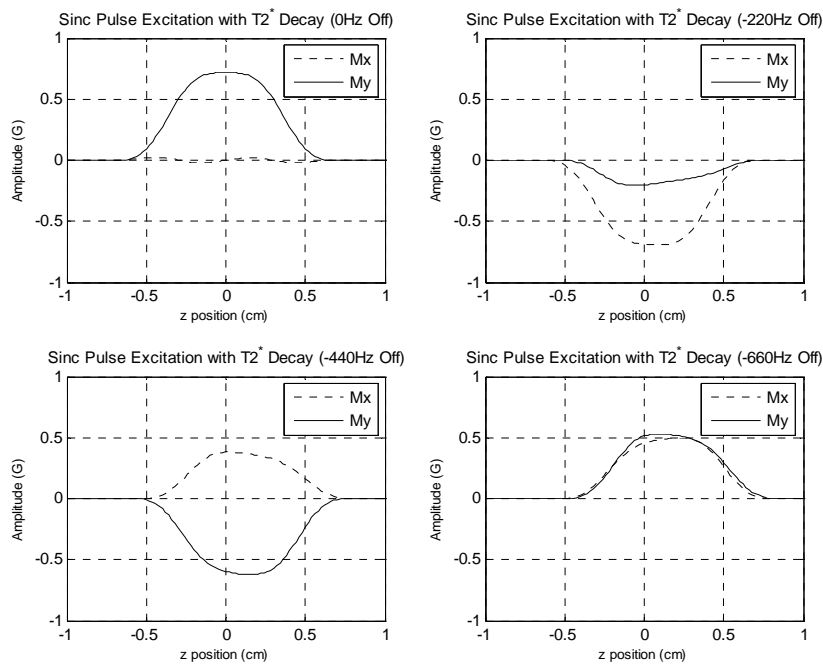 Sinc Pulse Excitation with T2* Decay (0Hz Off)
1
0.5
0
-0.5
-1
Amplitude (G)
-1
-0.5
0
0.5
1
z position (cm)
Mx
My
Sinc Pulse Excitation with T2* Decay (-220Hz Off)
1
0.5
0
-0.5
-1
Amplitude (G)
-1
-0.5
0
0.5
1
z position (cm)
Mx
My
Sinc Pulse Excitation with T2* Decay (-440Hz Off)
1
0.5
0
-0.5
-1
Amplitude (G)
-1
-0.5
0
0.5
1
z position (cm)
Mx
My
Sinc Pulse Excitation with T2* Decay (-660Hz Off)
1
0.5
0
-0.5
-1
Amplitude (G)
-1
-0.5
0
0.5
1
z position (cm)
Mx
My